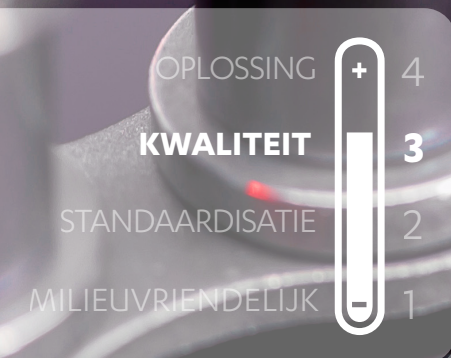 OPLOSSING + 4
KWALITEIT 3
STANDAARDISATIE 2
MILIEUVRIENDELIJK - 1